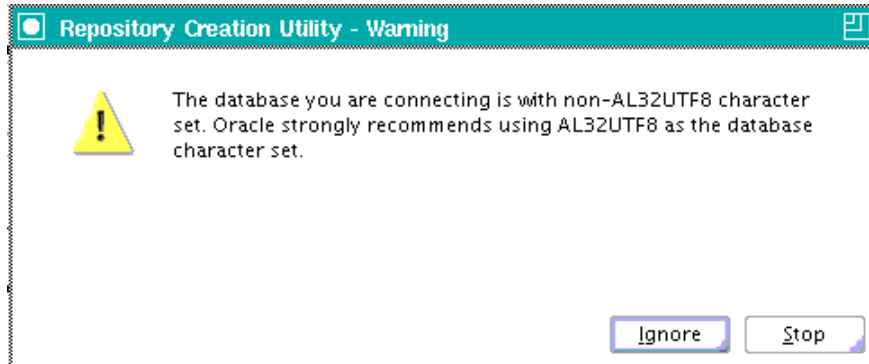 Repository Creation Utility - Warning
The database you are connecting is with non-AL32UTF8 character
set. Oracle strongly recommends using AL32UTF8 as the database
character set.
Ignore
Stop